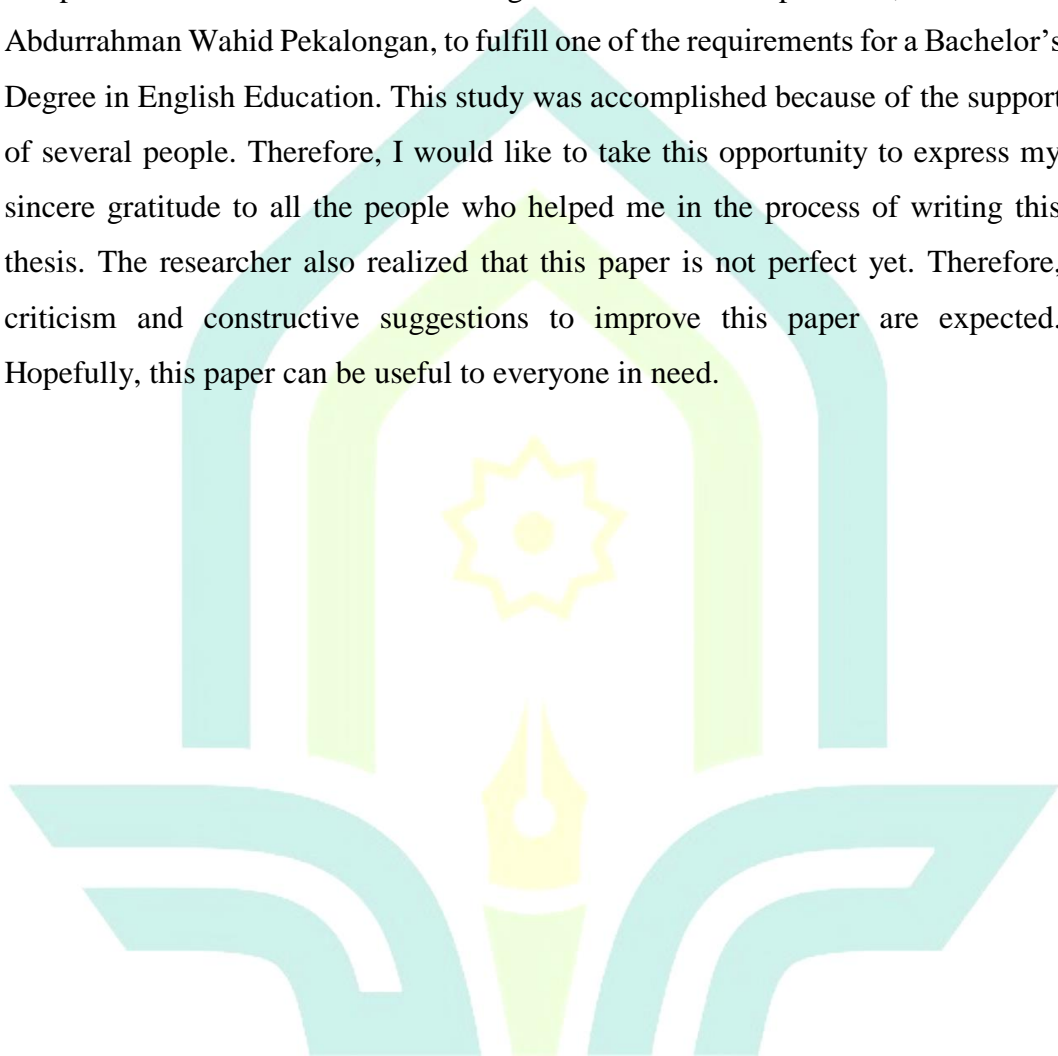 Abdurrahman Wahid Pekalongan, to fulfill one of the requirements for a Bachelor’s
Degree in English Education. This study was accomplished because of the support
of several people. Therefore, I would like to take this opportunity to express my
sincere gratitude to all the people who helped me in the process of writing this
thesis. The researcher also realized that this paper is not perfect yet. Therefore,
criticism and constructive suggestions to improve this paper are expected.
Hopefully, this paper can be useful to everyone in need.